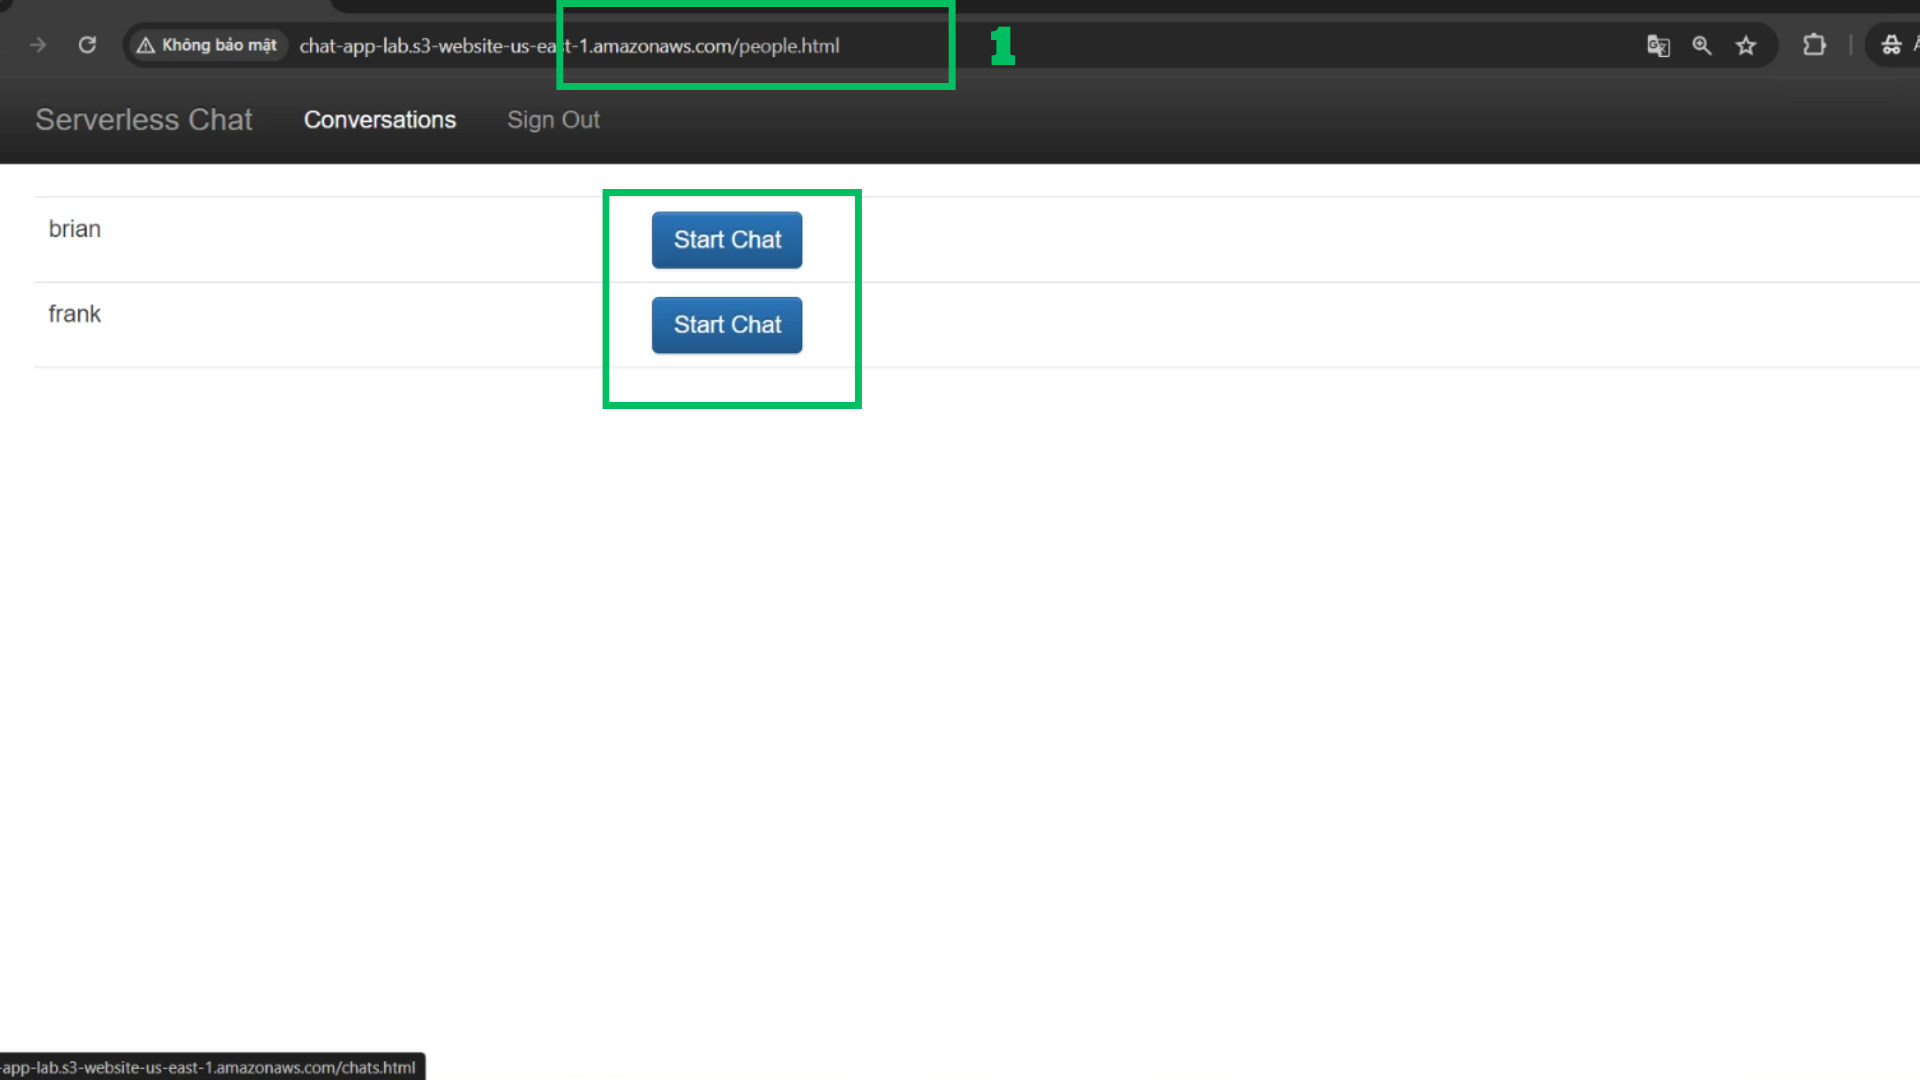 Không bảo mật chat-app-lab.s3-website-us-east-1.amazonaws.com/people.html 1
Serverless Chat Conversations Sign Out
brian Start Chat
frank Start Chat
-app-lab.s3-website-us-east-1.amazonaws.com/chats.html